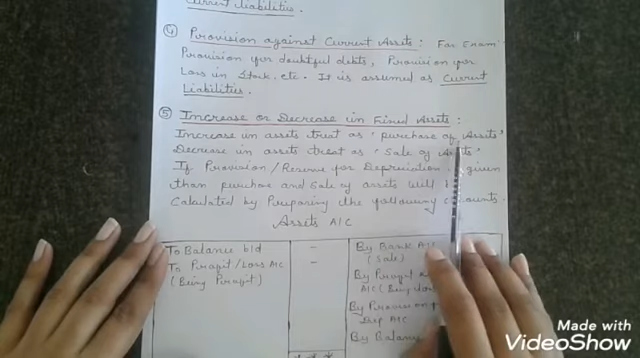 Current liabilities.
④ Provision against Current Assets: For Exam
Provision for doubtful debts, Provision for
Loss in Stock, etc. It is assumed as Current
Liabilities.
⑤ Increase or Decrease in Fixed Assets:
Increase in assets treat as 'purchase of Assets'
Decrease in assets treat as 'Sale of Assets'
If Provision/Reserve for Depreciation given
than purchase and Sale of assets will
Calculated by Preparing the following
Assets A/C
To Balance b/d - By Bank A/C
To Profit/Loss A/C - (Sale)
(Being Profit) By Profit
A/C (Being
By Provision
Dep A/C
By Balance
Made with
VideoShow